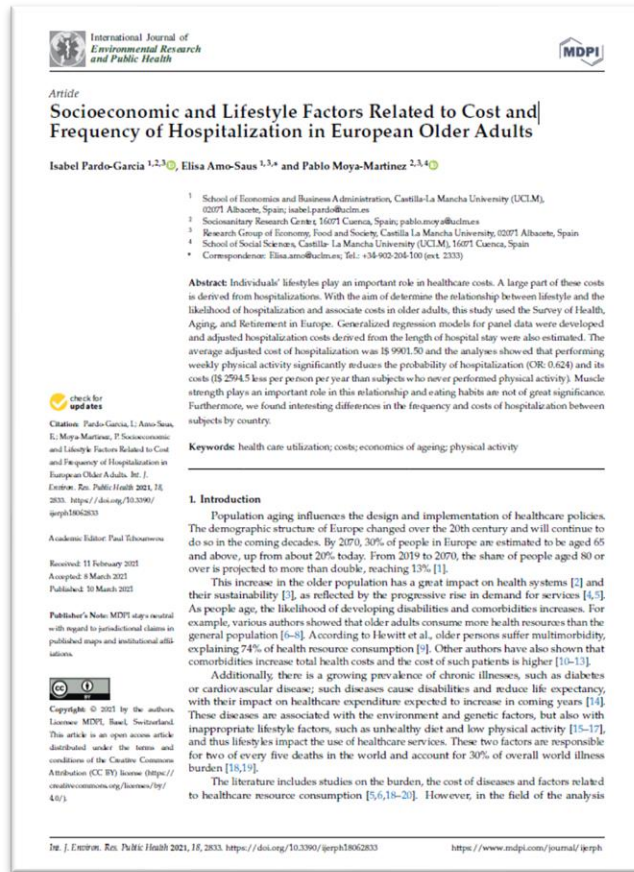 International Journal of
Environmental Research
and Public Health
MDPI
Article
Socioeconomic and Lifestyle Factors Related to Cost and
Frequency of Hospitalization in European Older Adults
Isabel Pardo-Garcia 1,2,3, Elisa Amo-Saus 1,3,* and Pablo Moya-Martinez 2,3,4
1 School of Economics and Business Administration, Castilla-La Mancha University (UCLM),
02071 Albacete, Spain; isabel.pardo@uclm.es
2 Sociosanitary Research Center, 16071 Cuenca, Spain; pablo.moya@uclm.es
3 Research Group of Economy, Food and Society, Castilla La Mancha University, 02071 Albacete, Spain
4 School of Social Sciences, Castilla- La Mancha University (UCLM), 16071 Cuenca, Spain
* Correspondence: Elisa.amo@uclm.es; Tel.: +34-902-204-100 (ext. 2333)
Abstract: Individuals' lifestyles play an important role in healthcare costs. A large part of these costs
is derived from hospitalizations. With the aim of determine the relationship between lifestyle and the
likelihood of hospitalization and associate costs in older adults, this study used the Survey of Health,
Aging, and Retirement in Europe. Generalized regression models for panel data were developed
and adjusted hospitalization costs derived from the length of hospital stay were also estimated. The
average adjusted cost of hospitalization was I$ 9901.50 and the analyses showed that performing
weekly physical activity significantly reduces the probability of hospitalization (OR: 0.624) and its
costs (I$ 2594.5 less per person per year than subjects who never performed physical activity). Muscle
strength plays an important role in this relationship and eating habits are not of great significance.
Furthermore, we found interesting differences in the frequency and costs of hospitalization between
subjects by country.
Keywords: health care utilization; costs; economics of ageing; physical activity
check for
updates
Citation: Pardo-Garcia, I.; Amo-Saus,
E.; Moya-Martinez, P. Socioeconomic
and Lifestyle Factors Related to Cost
and Frequency of Hospitalization in
European Older Adults. Int. J.
Environ. Res. Public Health 2021, 18,
2833. https://doi.org/10.3390/
ijerph18062833
Academic Editor: Paul Tchounwou
Received: 11 February 2021
Accepted: 8 March 2021
Published: 10 March 2021
Publisher's Note: MDPI stays neutral
with regard to jurisdictional claims in
published maps and institutional affil-
iations.
cc BY
Copyright: © 2021 by the authors.
Licensee MDPI, Basel, Switzerland.
This article is an open access article
distributed under the terms and
conditions of the Creative Commons
Attribution (CC BY) license (https://
creativecommons.org/licenses/by/
4.0/).
1. Introduction
Population aging influences the design and implementation of healthcare policies.
The demographic structure of Europe changed over the 20th century and will continue to
do so in the coming decades. By 2070, 30% of people in Europe are estimated to be aged 65
and above, up from about 20% today. From 2019 to 2070, the share of people aged 80 or
over is projected to more than double, reaching 13% [1].
This increase in the older population has a great impact on health systems [2] and
their sustainability [3], as reflected by the progressive rise in demand for services [4,5].
As people age, the likelihood of developing disabilities and comorbidities increases. For
example, various authors showed that older adults consume more health resources than the
general population [6–8]. According to Hewitt et al., older persons suffer multimorbidity,
explaining 74% of health resource consumption [9]. Other authors have also shown that
comorbidities increase total health costs and the cost of such patients is higher [10–13].
Additionally, there is a growing prevalence of chronic illnesses, such as diabetes
or cardiovascular disease; such diseases cause disabilities and reduce life expectancy,
with their impact on healthcare expenditure expected to increase in coming years [14].
These diseases are associated with the environment and genetic factors, but also with
inappropriate lifestyle factors, such as unhealthy diet and low physical activity [15–17],
and thus lifestyles impact the use of healthcare services. These two factors are responsible
for two of every five deaths in the world and account for 30% of overall world illness
burden [18,19].
The literature includes studies on the burden, the cost of diseases and factors related
to healthcare resource consumption [5,6,18–20]. However, in the field of the analysis
Int. J. Environ. Res. Public Health 2021, 18, 2833. https://doi.org/10.3390/ijerph18062833
https://www.mdpi.com/journal/ijerph